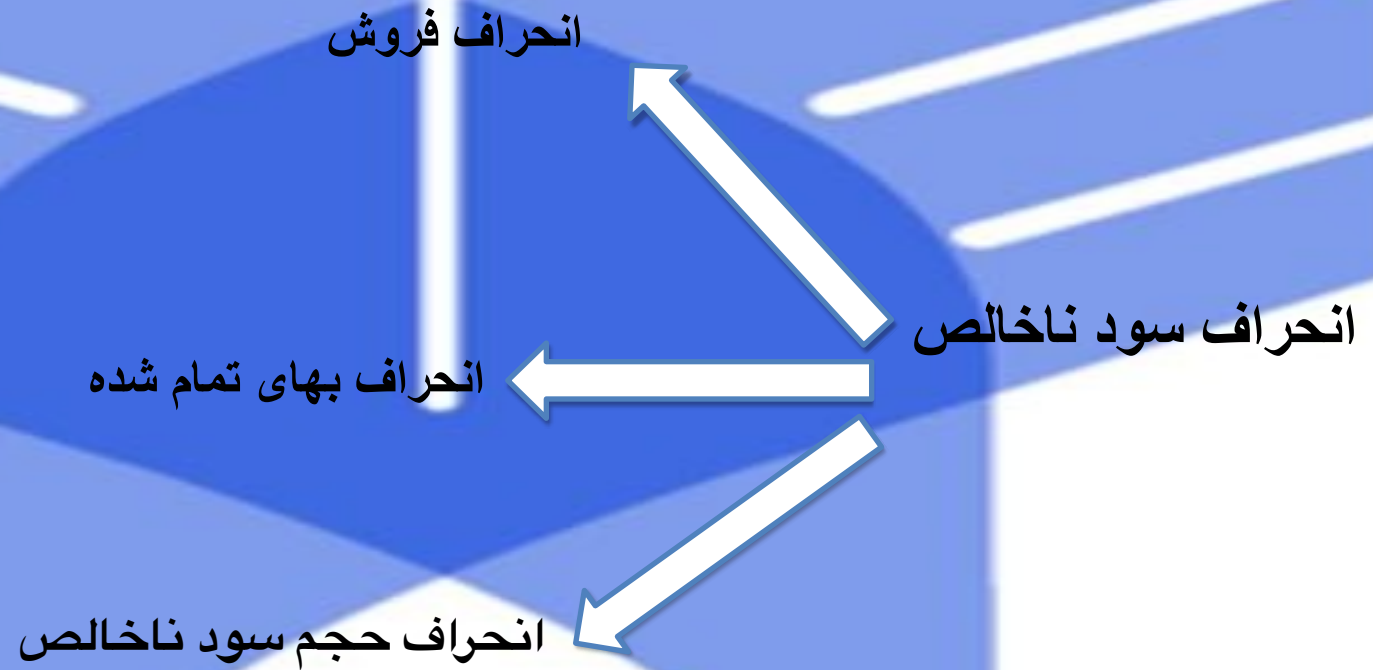 انحراف فروش
انحراف سود ناخالص
انحراف بهای تمام شده
انحراف حجم سود ناخالص